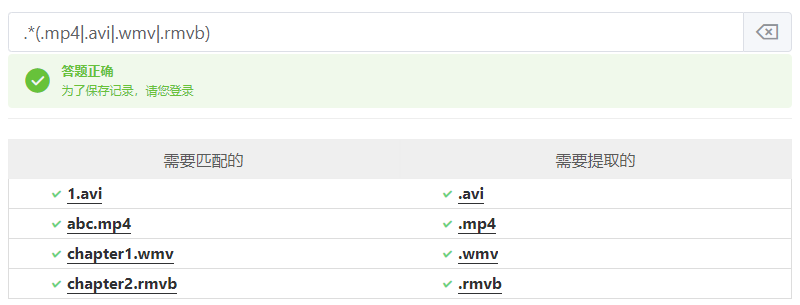 .*(.mp4|.avi|.wmv|.rmvb)
答题正确
为了保存记录，请您登录
需要匹配的 需要提取的
1.avi .avi
abc.mp4 .mp4
chapter1.wmv .wmv
chapter2.rmvb .rmvb